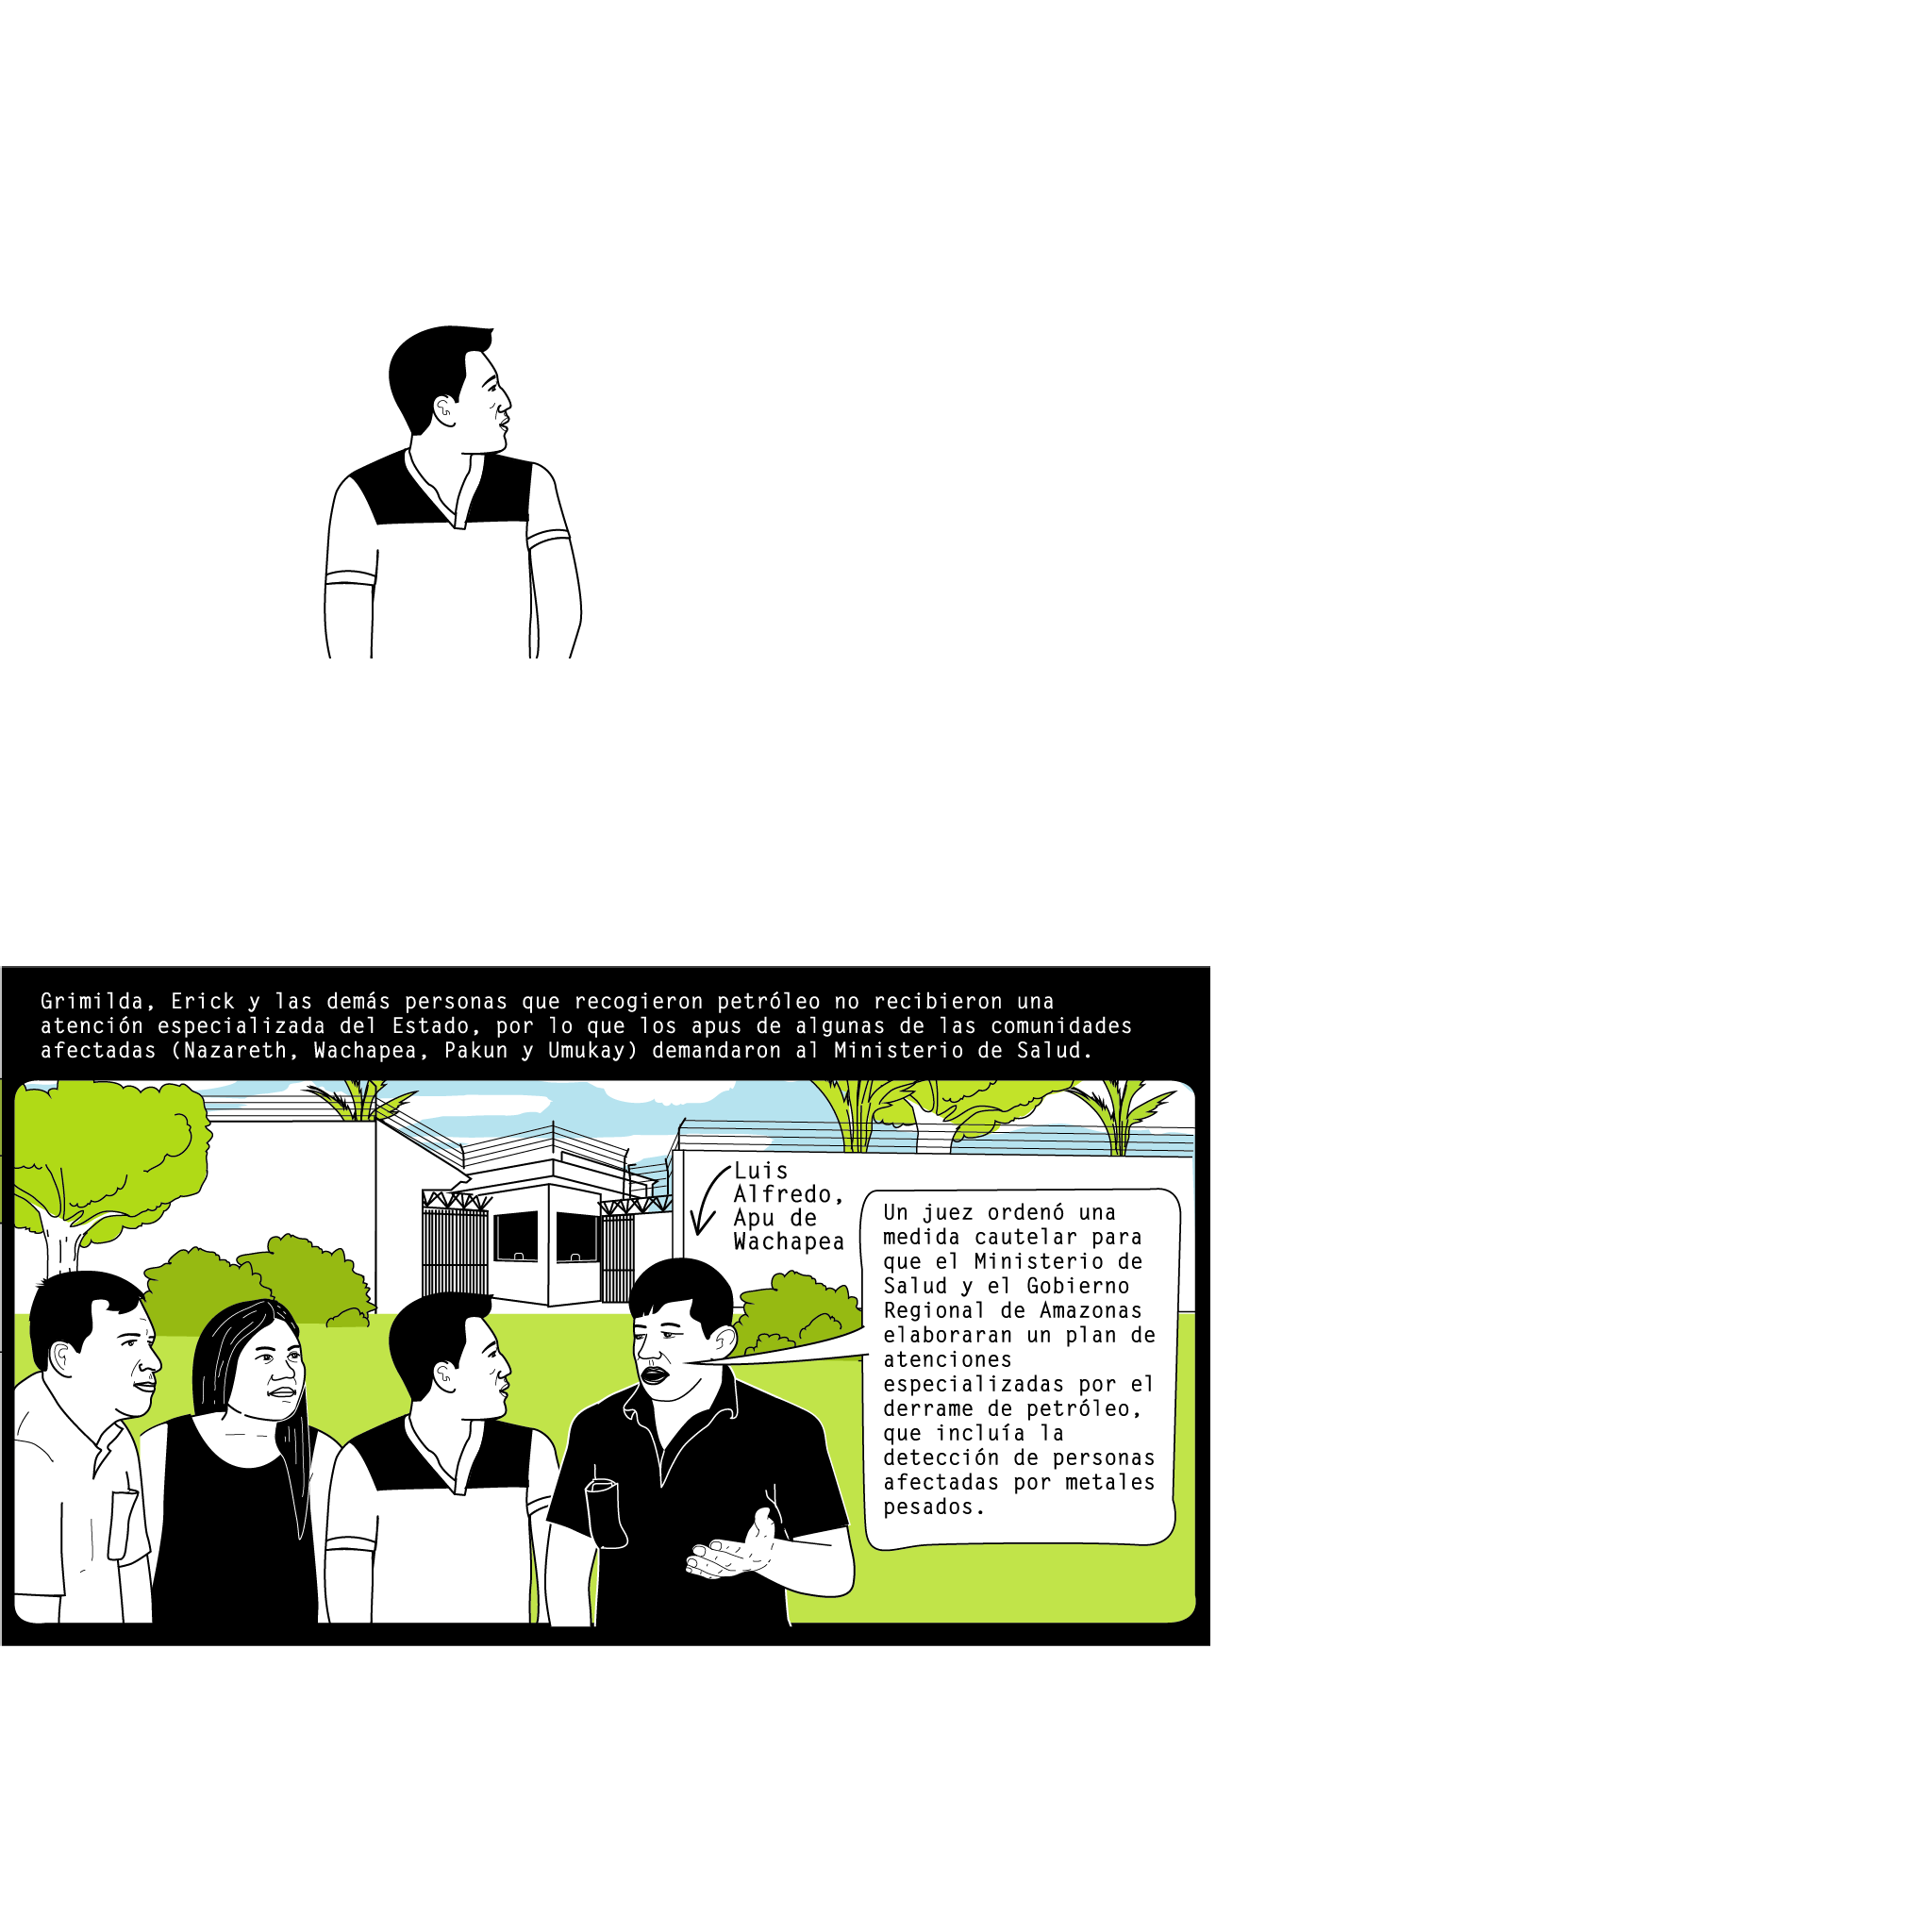 Grimilda, Erick y las demás personas que recogieron petróleo no recibieron una
atención especializada del Estado, por lo que los apus de algunas de las comunidades
afectadas (Nazareth, Wachapea, Pakun y Umukay) demandaron al Ministerio de Salud.
Luis
Alfredo,
Apu de
Wachapea
Un juez ordenó una
medida cautelar para
que el Ministerio de
Salud y el Gobierno
Regional de Amazonas
elaboraran un plan de
atenciones
especializadas por el
derrame de petróleo,
que incluía la
detección de personas
afectadas por metales
pesados.